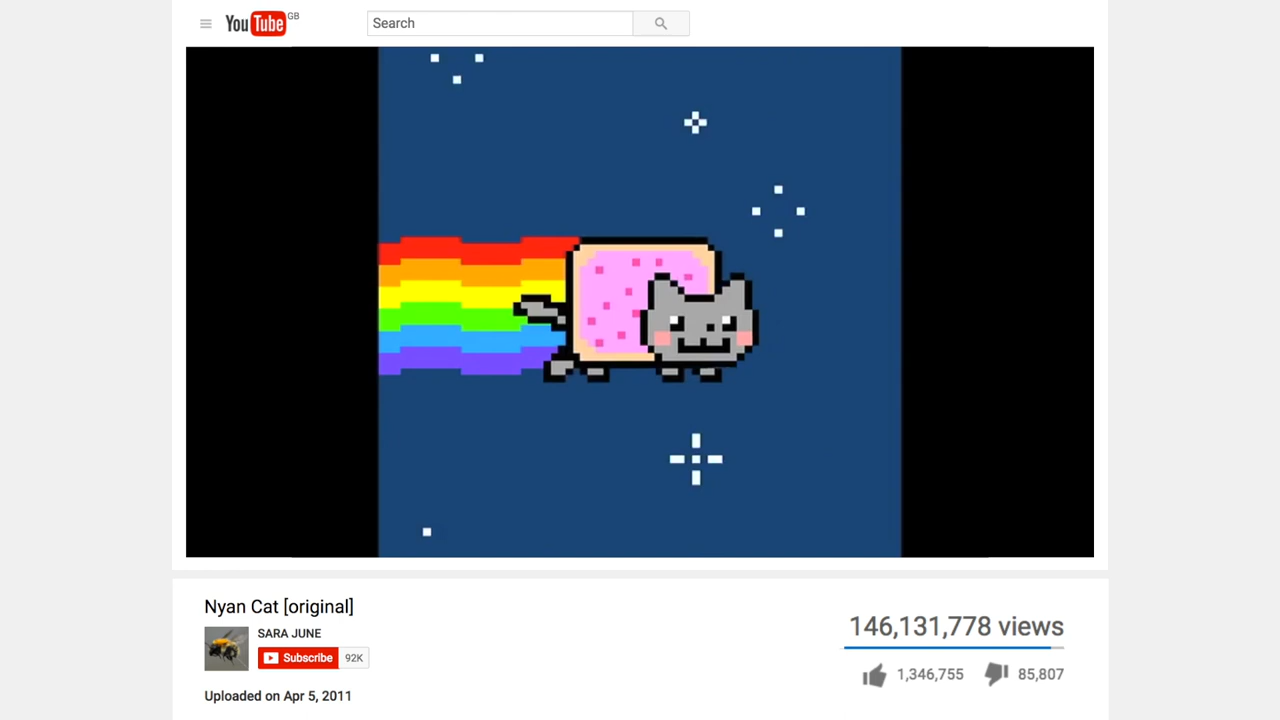 YouTube GB
Search
Nyan Cat [original]
SARA JUNE
Subscribe 92K
Uploaded on Apr 5, 2011
146,131,778 views
1,346,755 85,807